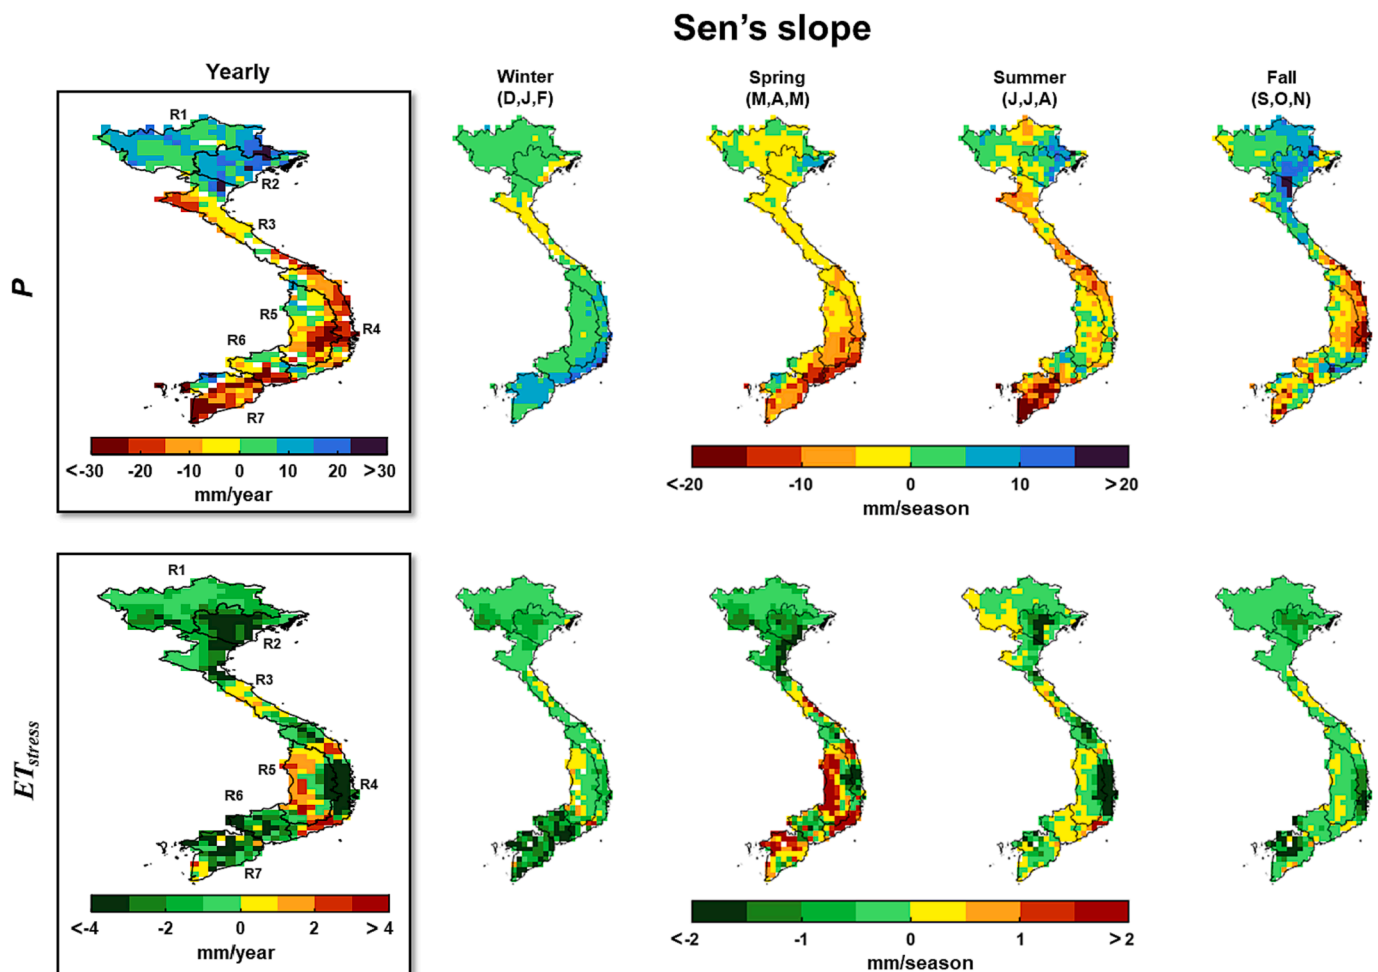 Sen's slope
Yearly
Winter
(D,J,F)
Spring
(M,A,M)
Summer
(J,J,A)
Fall
(S,O,N)
P
R1
R2
R3
R5
R4
R6
R7
<-30 -20 -10 0 10 20 >30
mm/year
<-20 -10 0 10 >20
mm/season
ETstress
R1
R2
R3
R5
R4
R6
R7
<-4 -2 0 2 > 4
mm/year
<-2 -1 0 1 > 2
mm/season